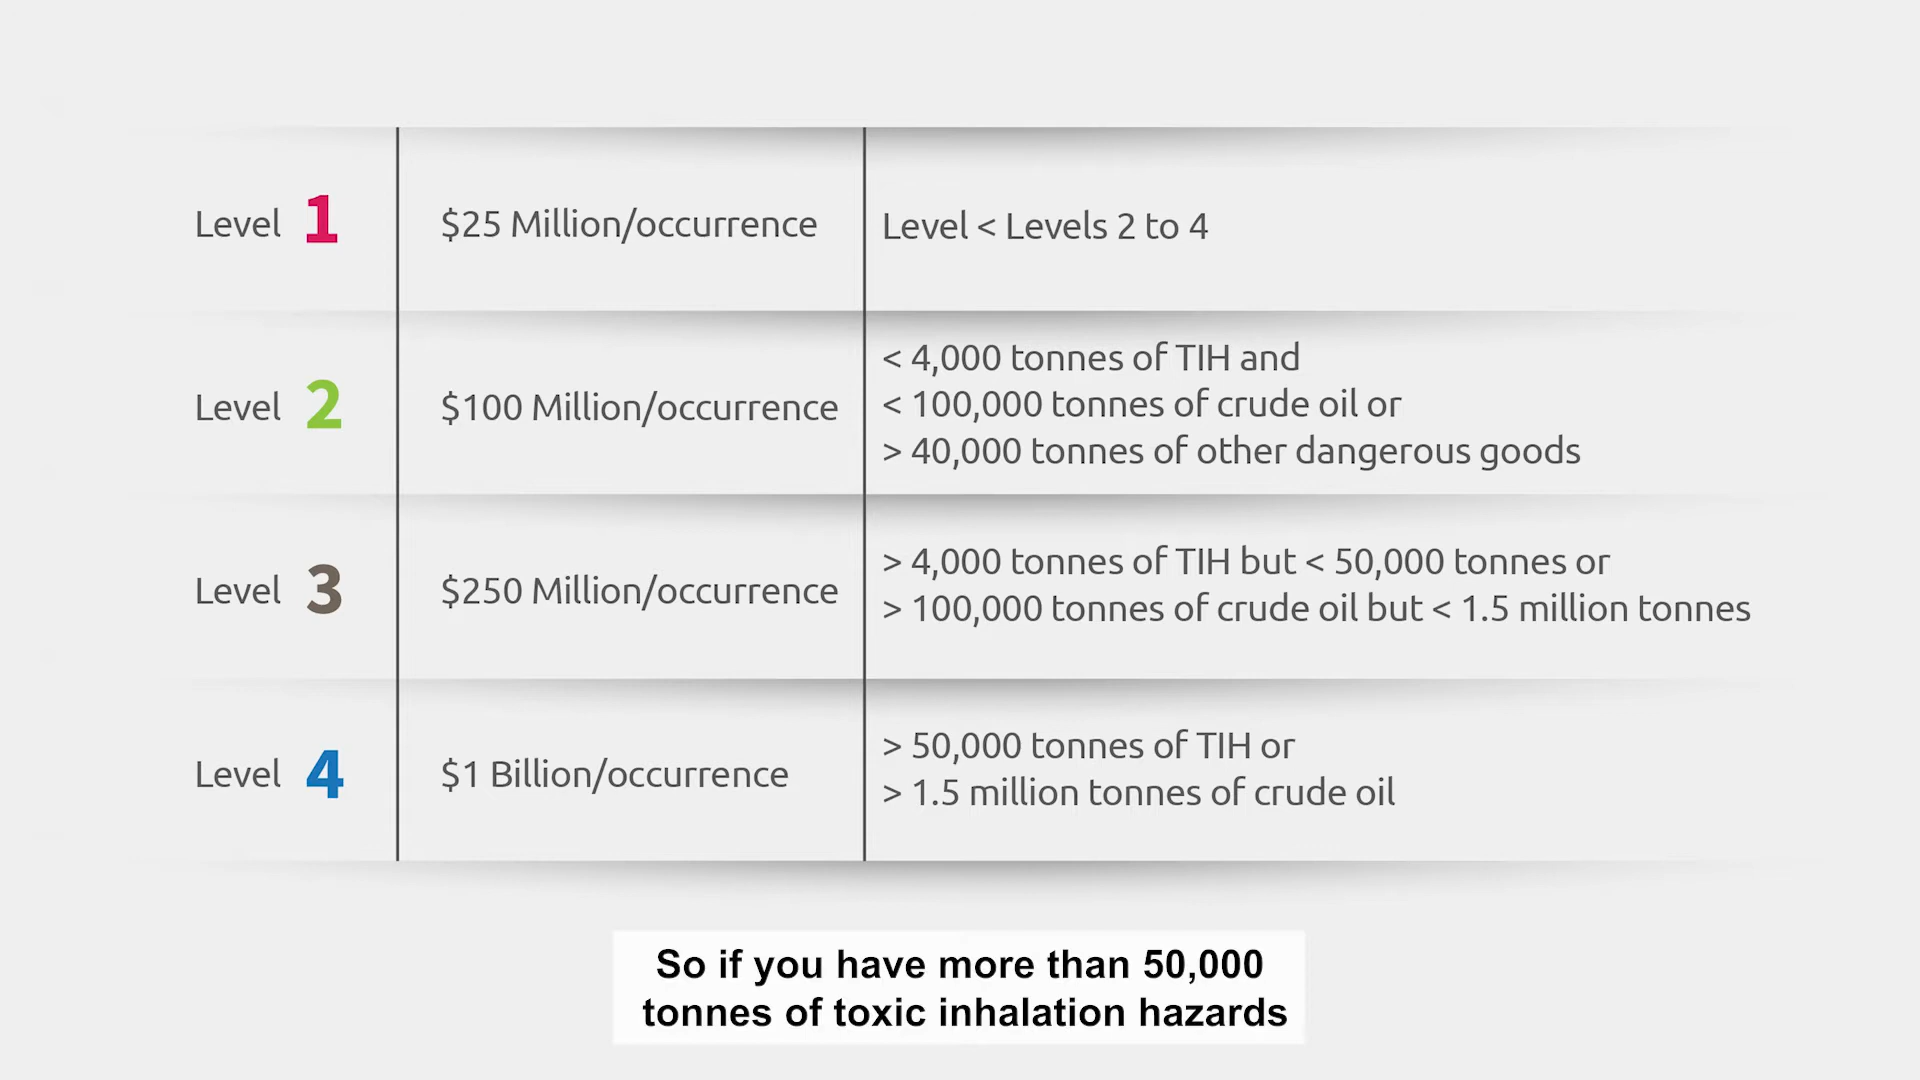 Level 1
$25 Million/occurrence
Level < Levels 2 to 4
Level 2
$100 Million/occurrence
< 4,000 tonnes of TIH and
< 100,000 tonnes of crude oil or
> 40,000 tonnes of other dangerous goods
Level 3
$250 Million/occurrence
> 4,000 tonnes of TIH but < 50,000 tonnes or
> 100,000 tonnes of crude oil but < 1.5 million tonnes
Level 4
$1 Billion/occurrence
> 50,000 tonnes of TIH or
> 1.5 million tonnes of crude oil
So if you have more than 50,000
tonnes of toxic inhalation hazards